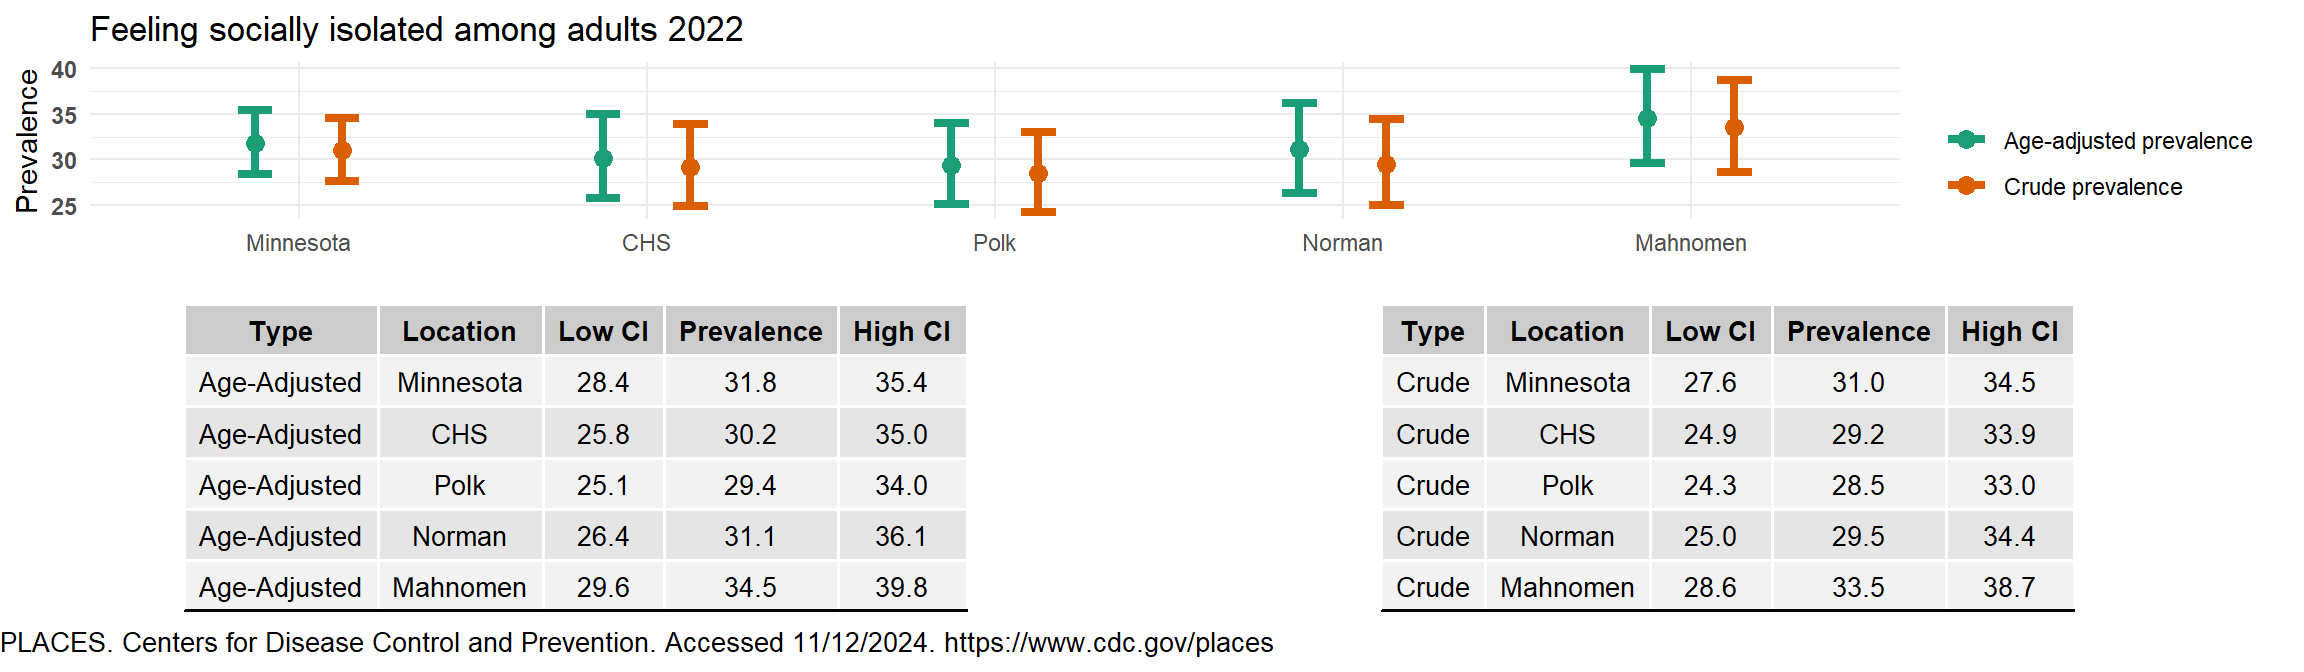 Feeling socially isolated among adults 2022
Prevalence
40
35
30
25
Minnesota CHS Polk Norman Mahnomen
Age-adjusted prevalence
Crude prevalence
Type Location Low CI Prevalence High CI
Age-Adjusted Minnesota 28.4 31.8 35.4
Age-Adjusted CHS 25.8 30.2 35.0
Age-Adjusted Polk 25.1 29.4 34.0
Age-Adjusted Norman 26.4 31.1 36.1
Age-Adjusted Mahnomen 29.6 34.5 39.8
Type Location Low CI Prevalence High CI
Crude Minnesota 27.6 31.0 34.5
Crude CHS 24.9 29.2 33.9
Crude Polk 24.3 28.5 33.0
Crude Norman 25.0 29.5 34.4
Crude Mahnomen 28.6 33.5 38.7
PLACES. Centers for Disease Control and Prevention. Accessed 11/12/2024. https://www.cdc.gov/places